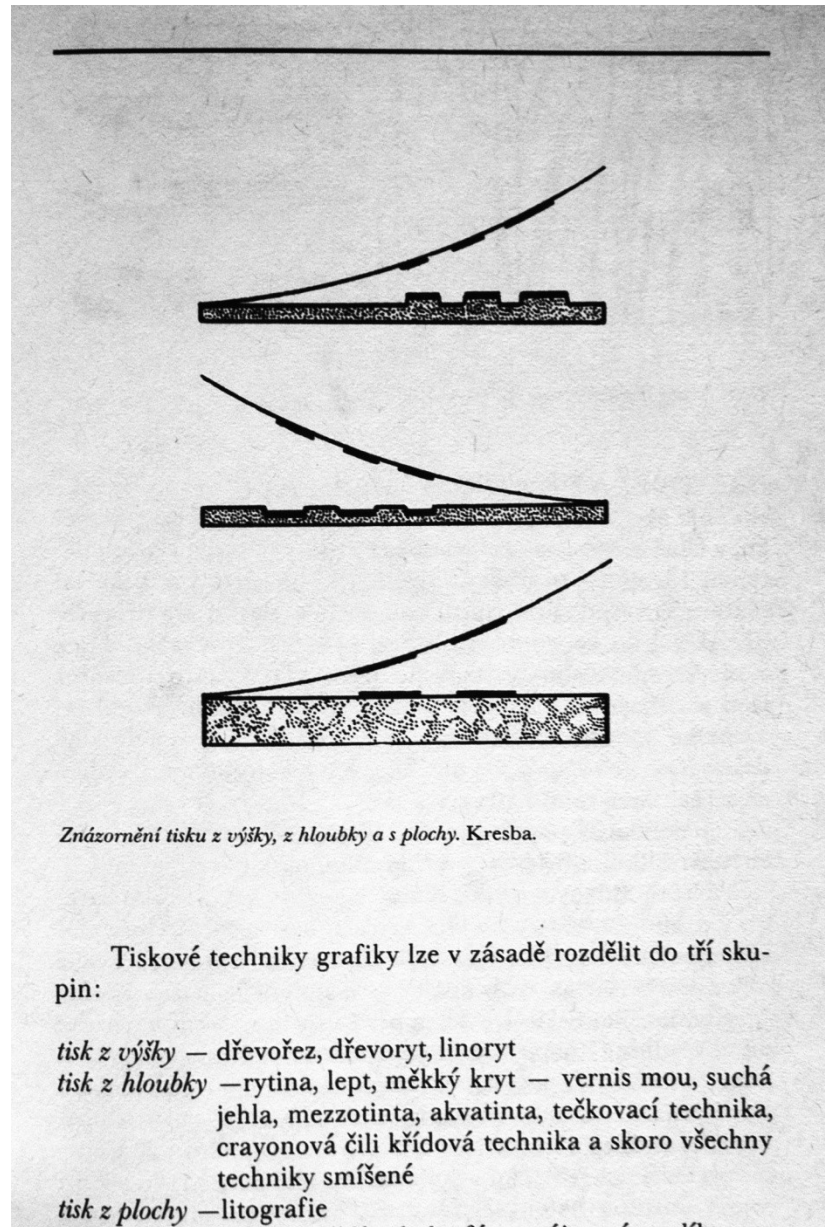 Znázornění tisku z výšky, z hloubky a s plochy. Kresba.
Tiskové techniky grafiky lze v zásadě rozdělit do tří sku-
pin:
tisk z výšky — dřevořez, dřevoryt, linoryt
tisk z hloubky —rytina, lept, měkký kryt — vernis mou, suchá
jehla, mezzotinta, akvatinta, tečkovací technika,
crayonová čili křídová technika a skoro všechny
techniky smíšené
tisk z plochy —litografie